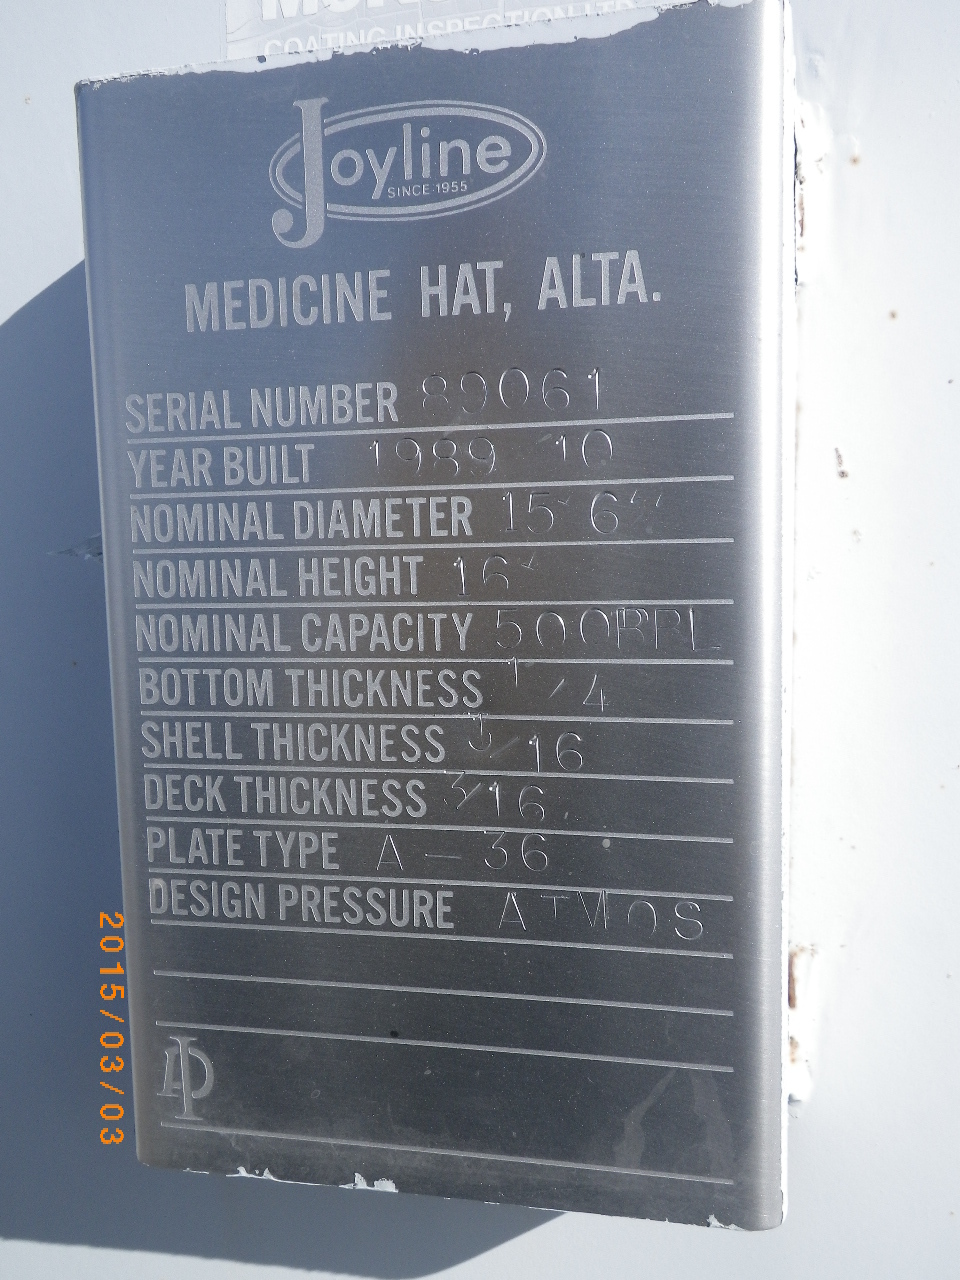 COATING INSPECTION LTD
Joyline
SINCE 1955
MEDICINE HAT, ALTA.
SERIAL NUMBER 89061
YEAR BUILT 1989 10
NOMINAL DIAMETER 15' 6"
NOMINAL HEIGHT 16'
NOMINAL CAPACITY 500BBL
BOTTOM THICKNESS 1/4
SHELL THICKNESS 3/16
DECK THICKNESS 3/16
PLATE TYPE A-36
DESIGN PRESSURE ATMOS
API
2015/03/03